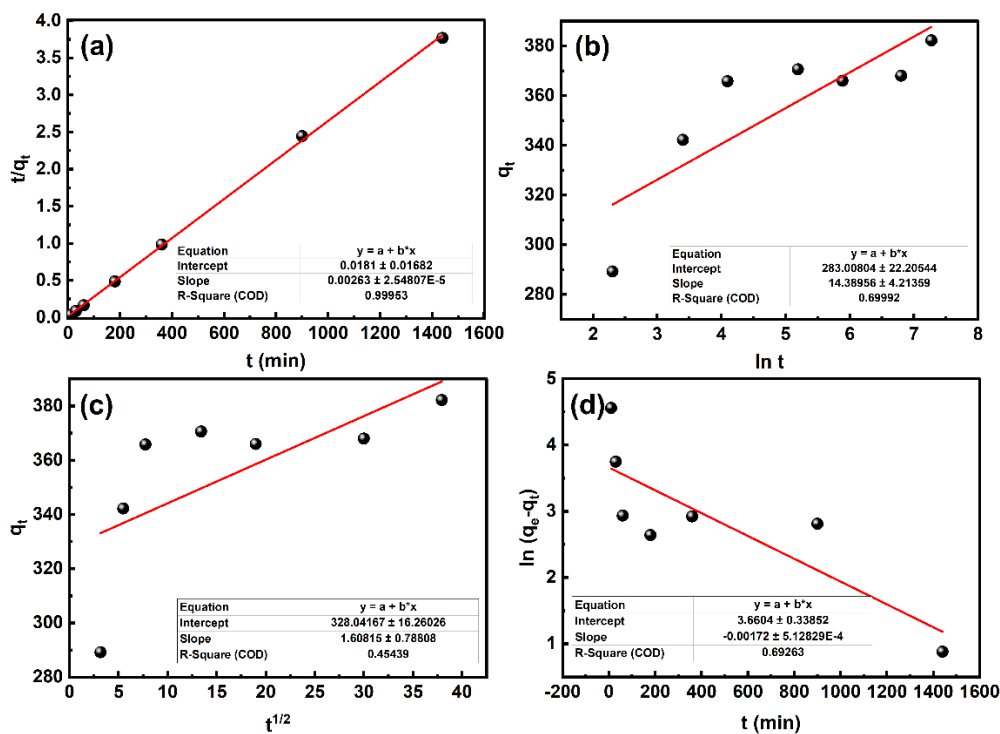 (a)
4.0
3.5
3.0
2.5
2.0
1.5
1.0
0.5
0.0
t/qt
0 200 400 600 800 1000 1200 1400 1600
t (min)
Equation y = a + b*x
Intercept 0.0181 ± 0.01682
Slope 0.00263 ± 2.54807E-5
R-Square (COD) 0.99953
(b)
380
360
340
320
300
280
qt
2 3 4 5 6 7 8
ln t
Equation y = a + b*x
Intercept 283.00804 ± 22.20544
Slope 14.38956 ± 4.21359
R-Square (COD) 0.69992
(c)
380
360
340
320
300
280
qt
0 5 10 15 20 25 30 35 40
t1/2
Equation y = a + b*x
Intercept 328.04167 ± 16.26026
Slope 1.60815 ± 0.78808
R-Square (COD) 0.45439
(d)
5
4
3
2
1
ln (qe-qt)
-200 0 200 400 600 800 1000 1200 1400 1600
t (min)
Equation y = a + b*x
Intercept 3.6604 ± 0.33852
Slope -0.00172 ± 5.12829E-4
R-Square (COD) 0.69263